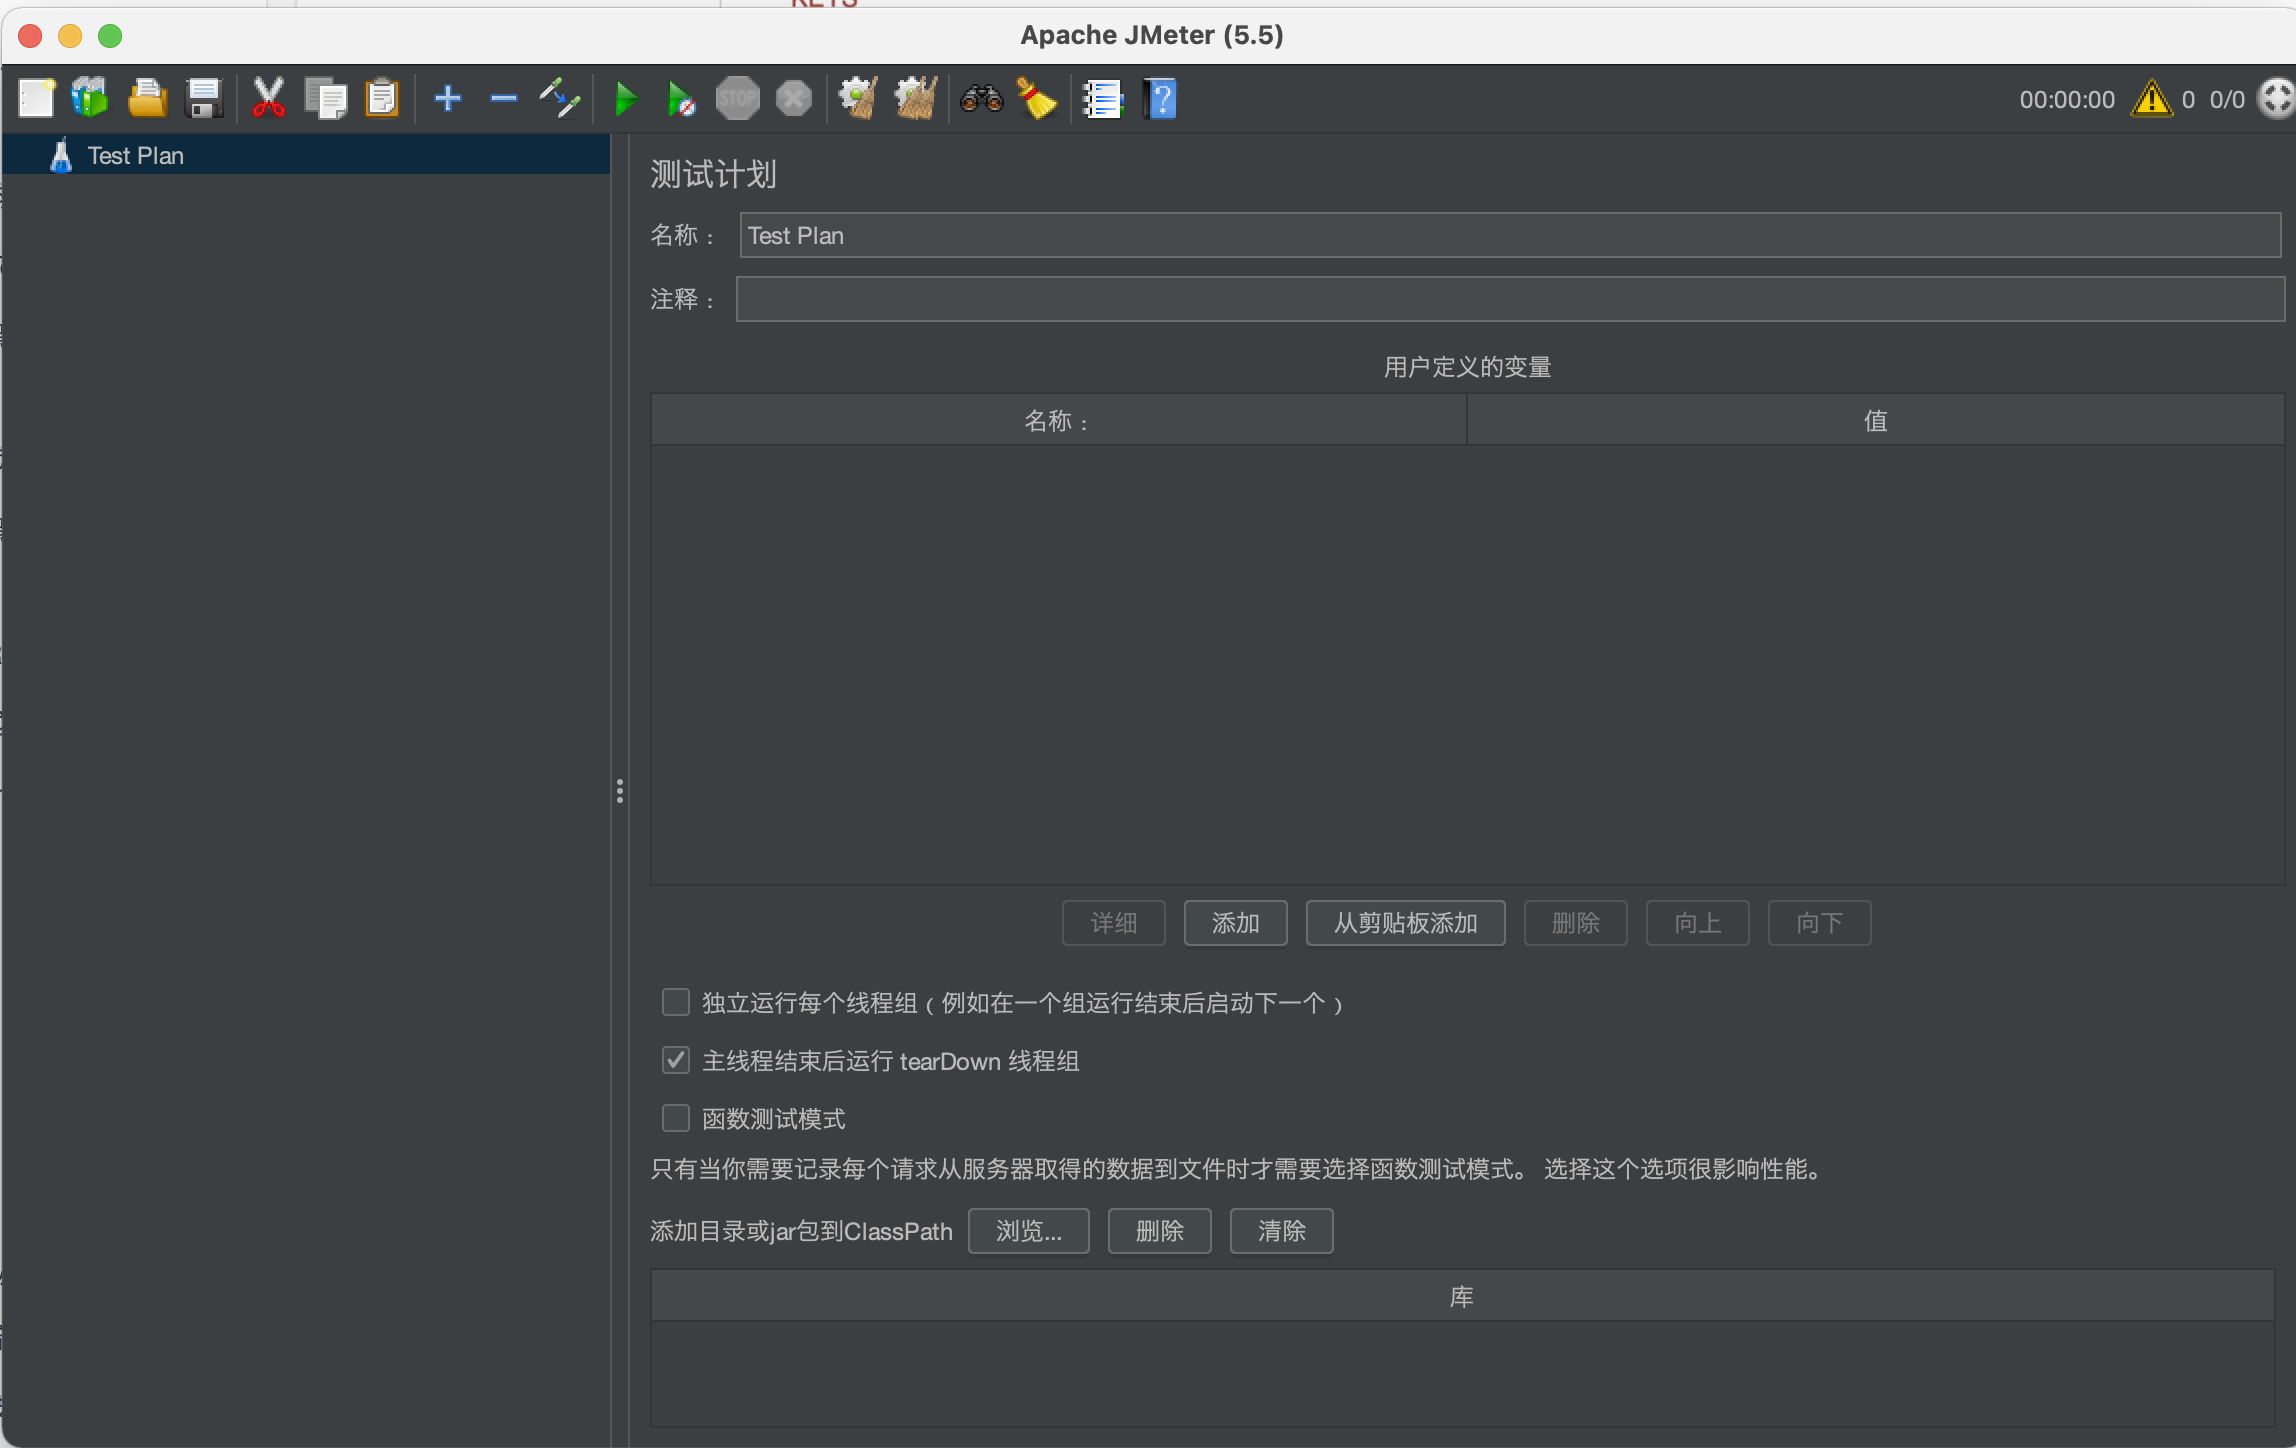 KEYS
Apache JMeter (5.5)
STOP
00:00:00 0 0/0
Test Plan
测试计划
名称： Test Plan
注释：
用户定义的变量
名称： 值
详细 添加 从剪贴板添加 删除 向上 向下
独立运行每个线程组（例如在一个组运行结束后启动下一个）
主线程结束后运行 tearDown 线程组
函数测试模式
只有当你需要记录每个请求从服务器取得的数据到文件时才需要选择函数测试模式。 选择这个选项很影响性能。
添加目录或jar包到ClassPath 浏览... 删除 清除
库